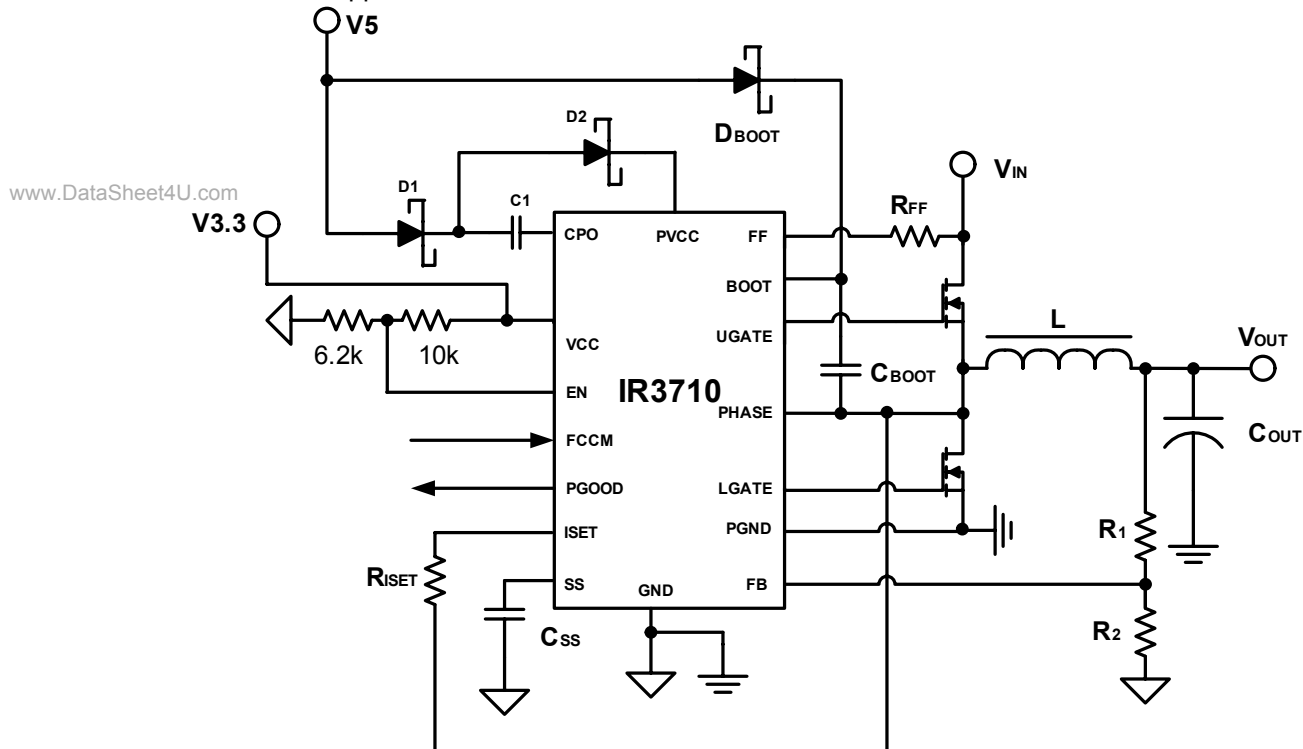 V5
D2
DBOOT
www.DataSheet4U.com
D1
C1
VIN
V3.3
RFF
CPO
PVCC
FF
BOOT
UGATE
L
VOUT
6.2k
10k
VCC
CBOOT
EN
IR3710
PHASE
COUT
FCCM
PGOOD
LGATE
ISET
PGND
R1
RISET
SS
GND
FB
CSS
R2